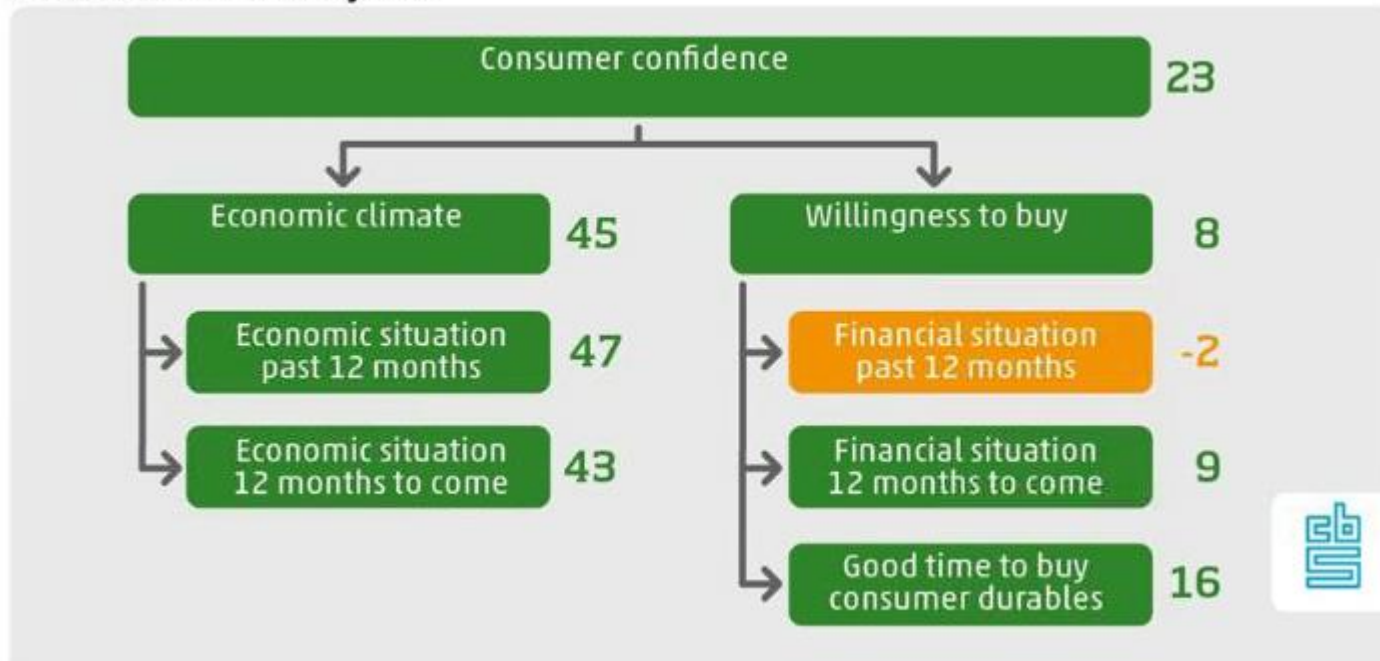 Consumer confidence
23
Economic climate
45
Economic situation
past 12 months
47
Economic situation
12 months to come
43
Willingness to buy
8
Financial situation
past 12 months
-2
Financial situation
12 months to come
9
Good time to buy
consumer durables
16
cbs